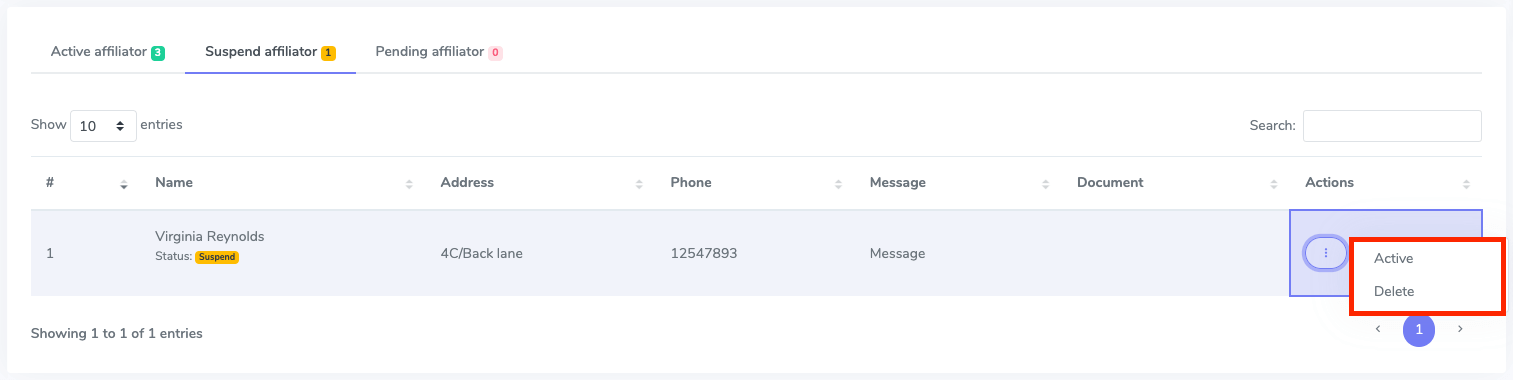 Active affiliator 3 Suspend affiliator 1 Pending affiliator 0
Show 10 entries Search:
# Name Address Phone Message Document Actions
Virginia Reynolds
1 Status: Suspend 4C/Back lane 12547893 Message
Active
Delete
Showing 1 to 1 of 1 entries 1